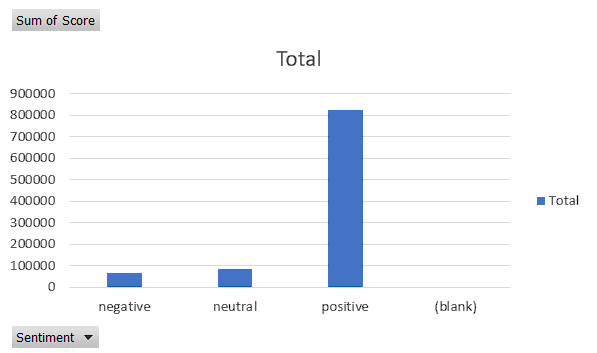 Sum of Score
Total
900000
800000
700000
600000
500000
400000
300000
200000
100000
0
negative neutral positive (blank)
Total
Sentiment